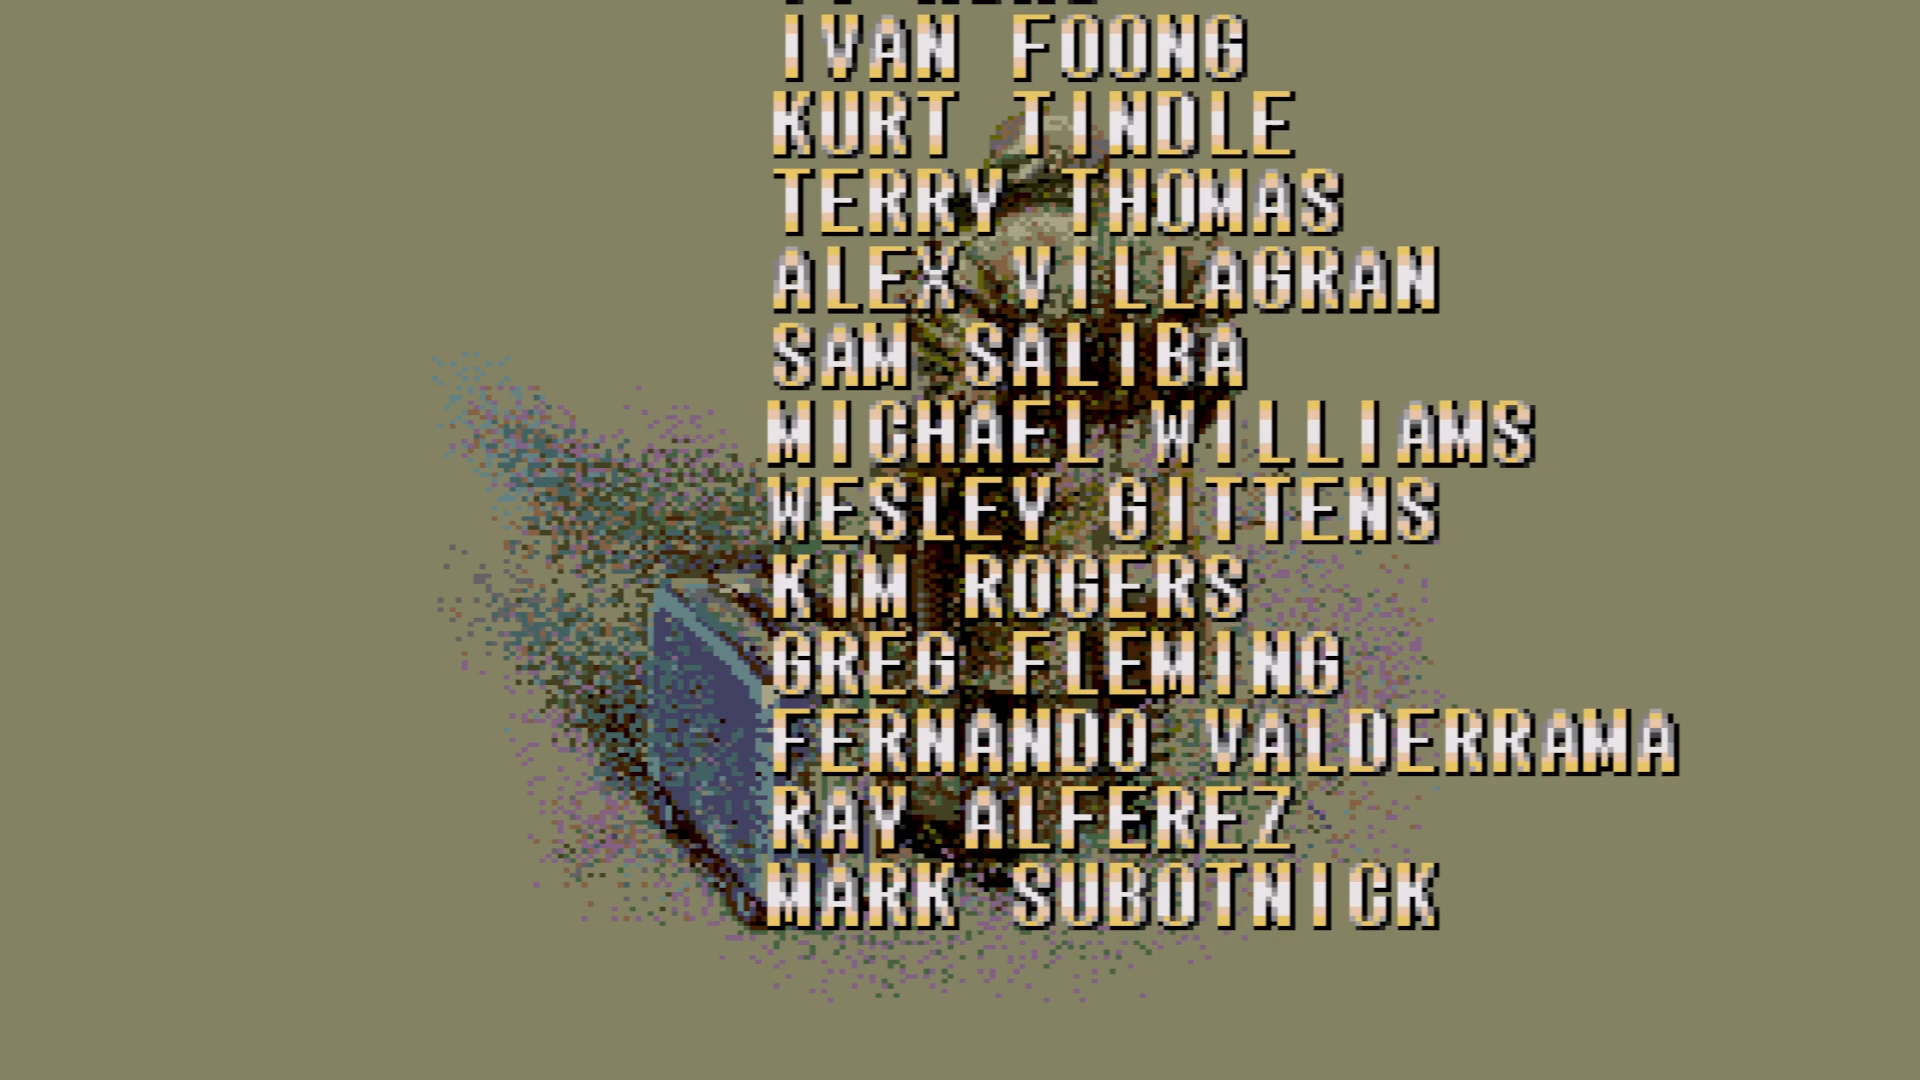 IVAN FOONG
KURT TINDLE
TERRY THOMAS
ALEX VILLAGRAN
SAM SALIBA
MICHAEL WILLIAMS
WESLEY GITTENS
KIM ROGERS
GREG FLEMING
FERNANDO VALDERRAMA
RAY ALFEREZ
MARK SUBOTNICK